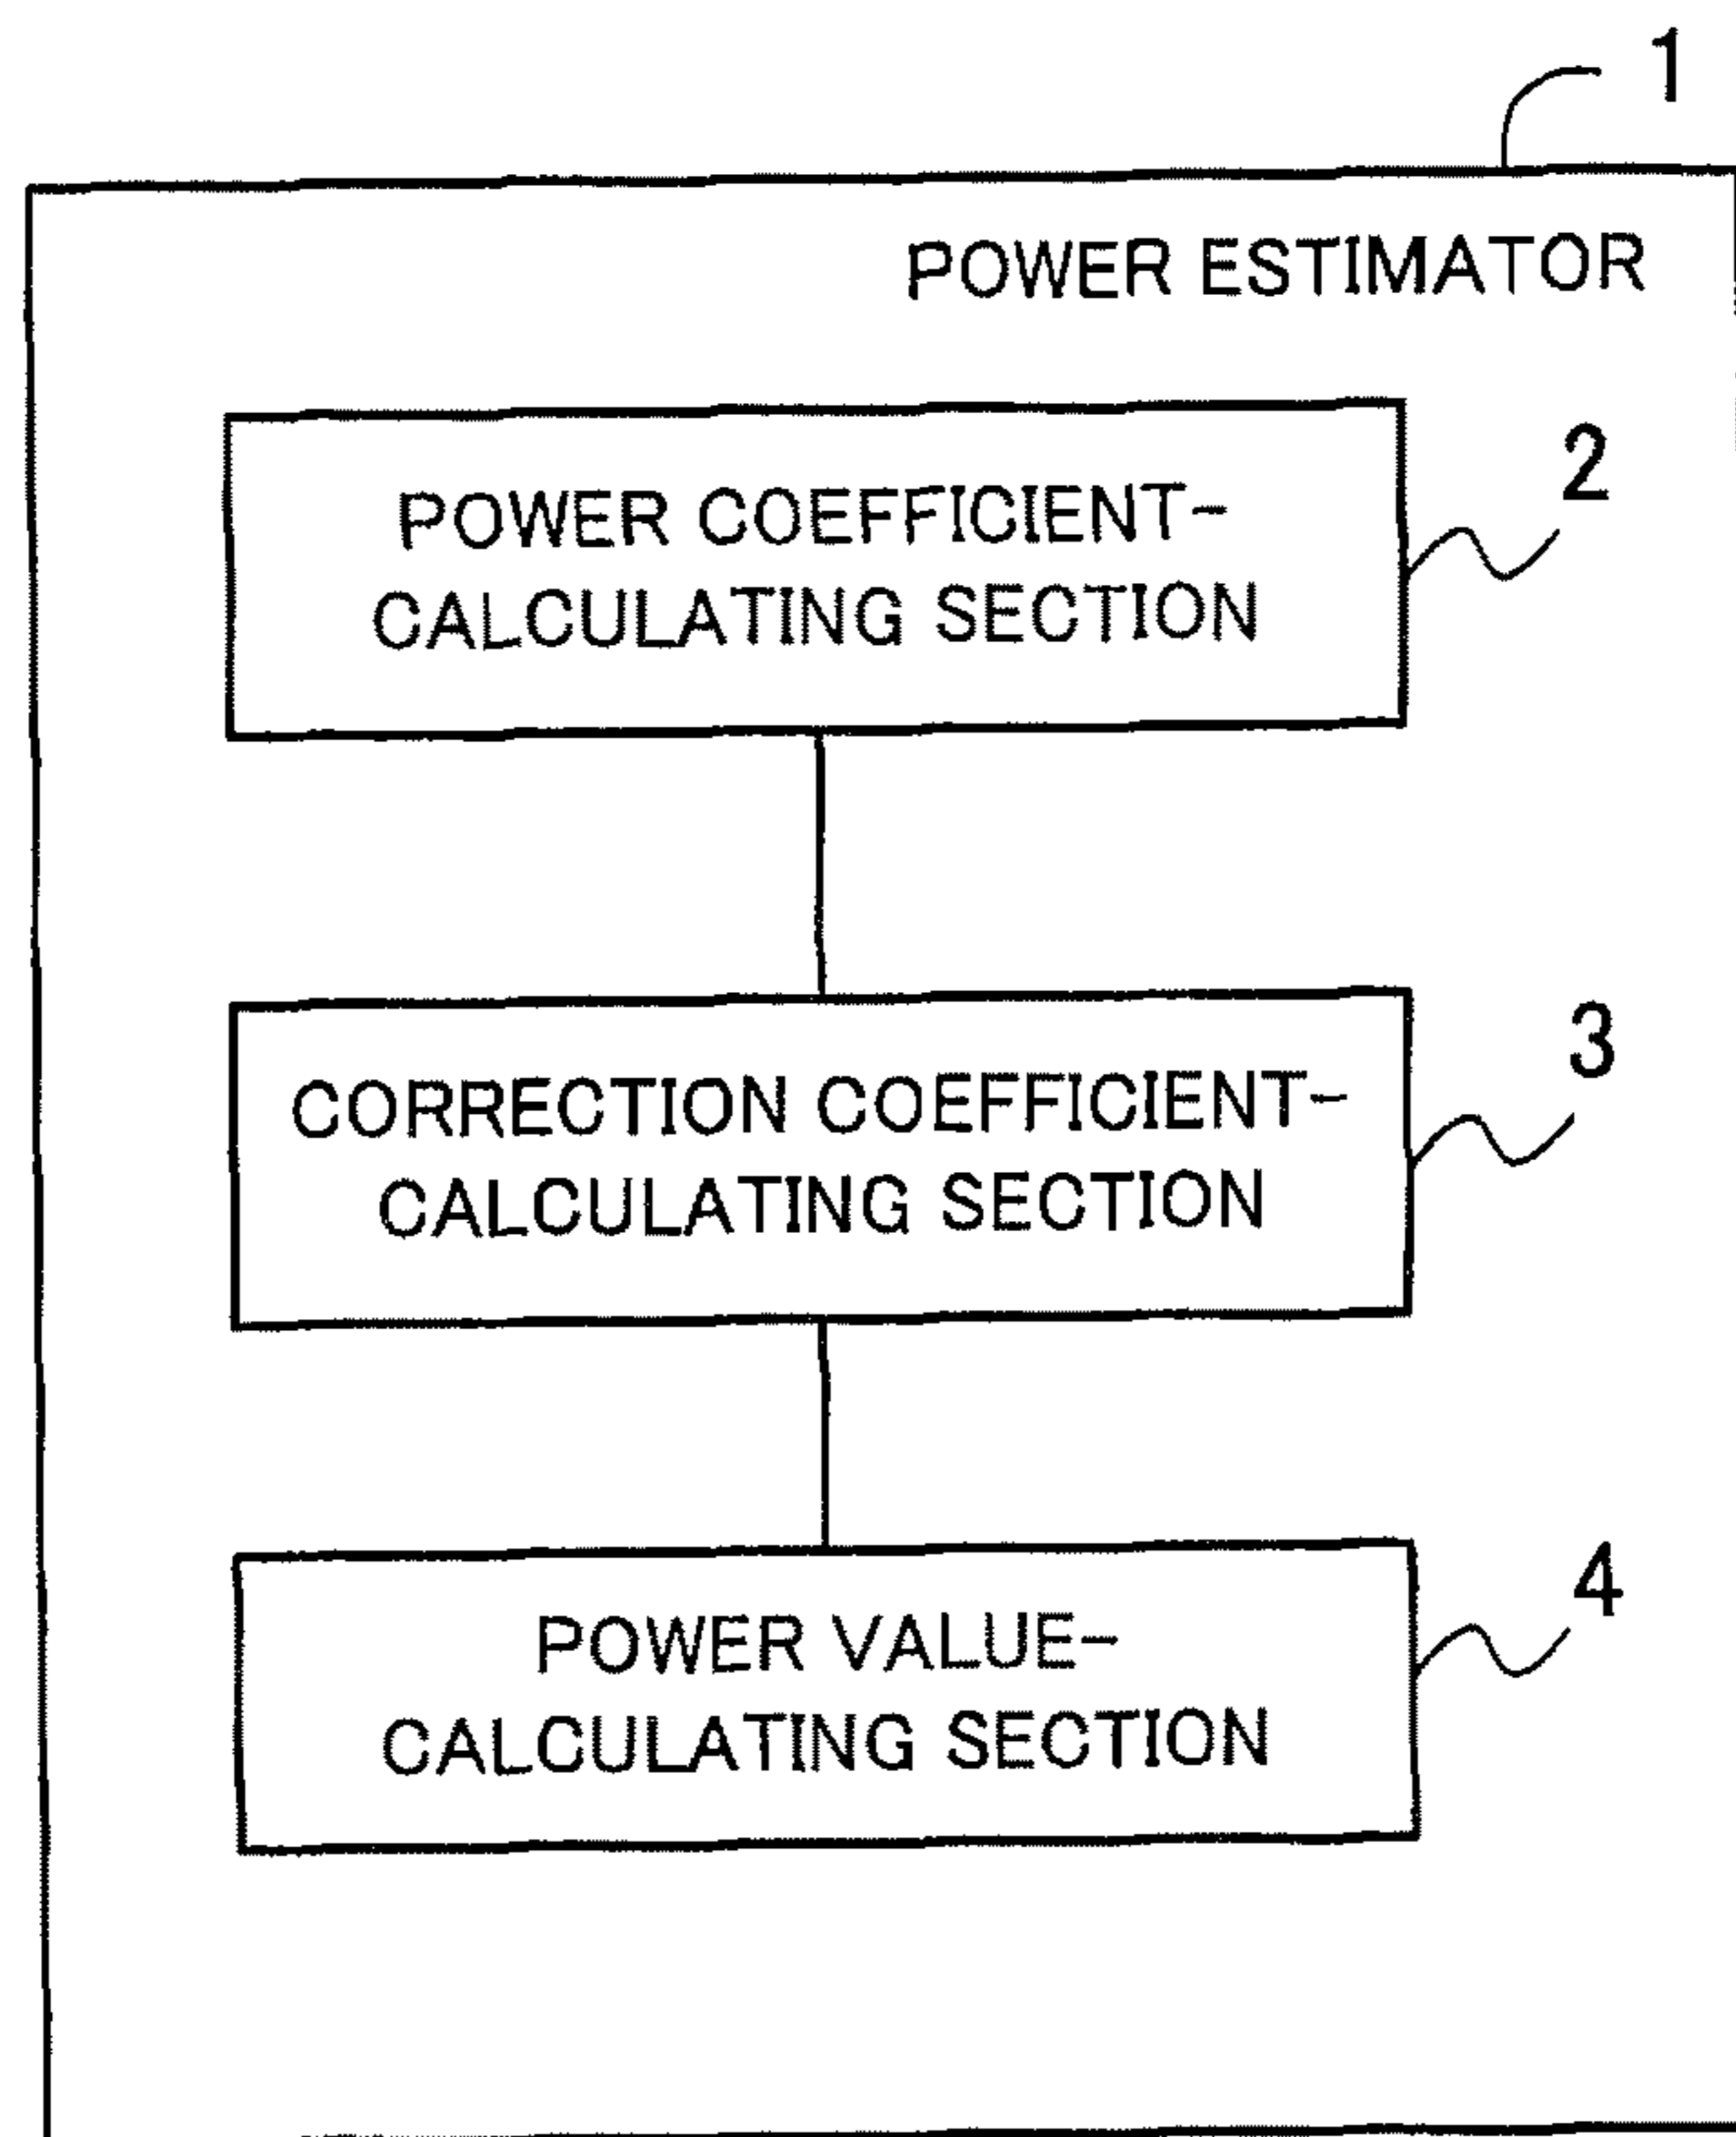 1
POWER ESTIMATOR
POWER COEFFICIENT-
CALCULATING SECTION
2
CORRECTION COEFFICIENT-
CALCULATING SECTION
3
POWER VALUE-
CALCULATING SECTION
4